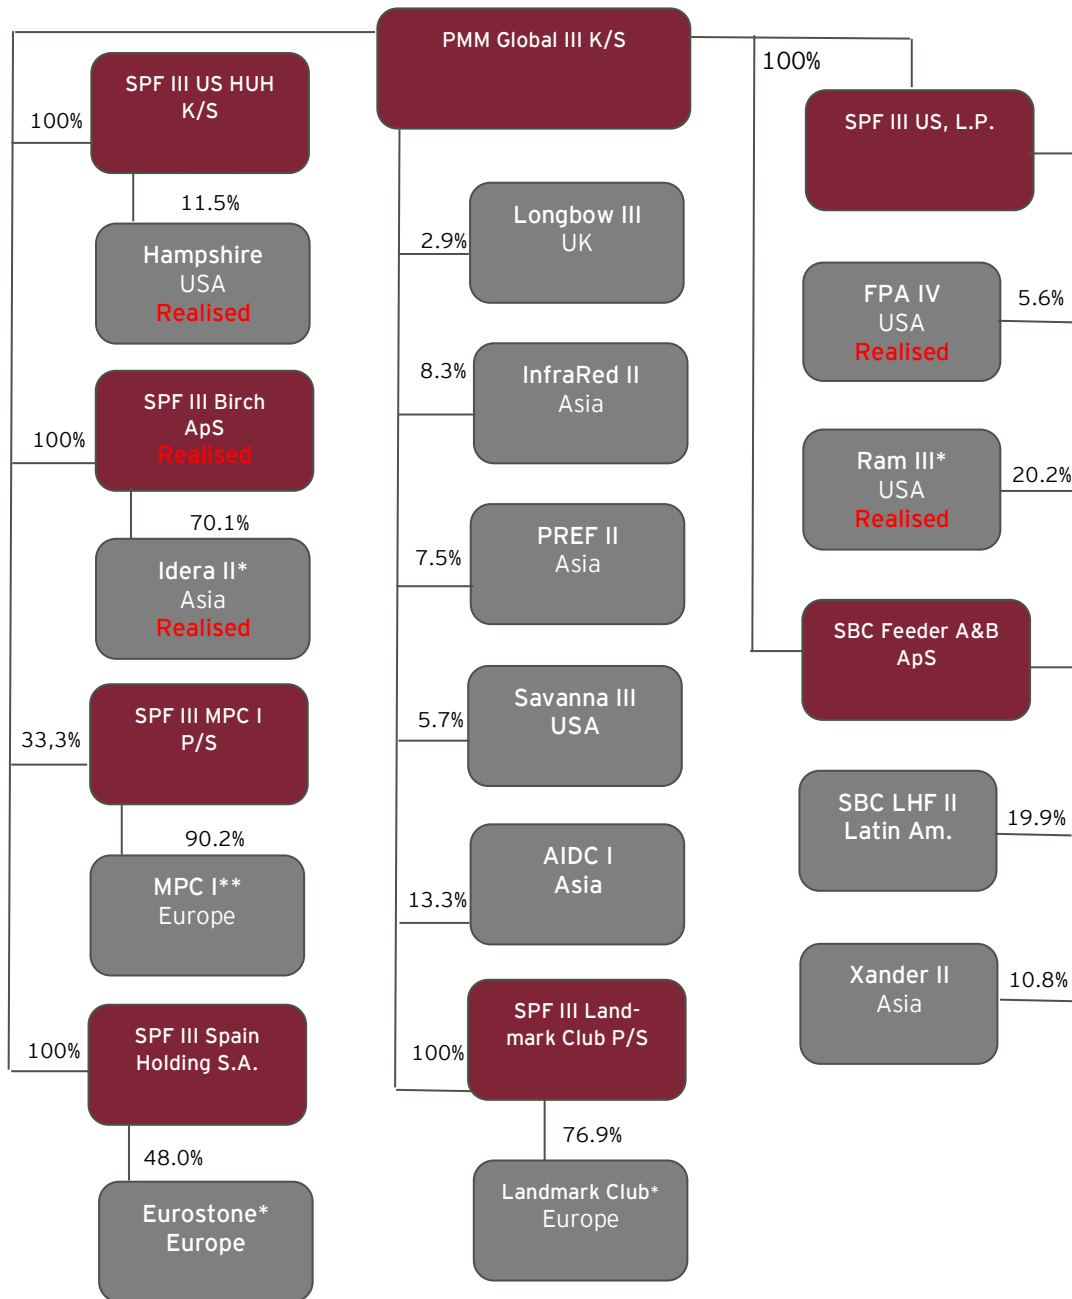 PMM Global III K/S
SPF III US HUH
K/S
100%
11.5%
Hampshire
USA
Realised
SPF III Birch
ApS
Realised
100%
70.1%
Idera II*
Asia
Realised
SPF III MPC I
P/S
33,3%
90.2%
MPC I**
Europe
SPF III Spain
Holding S.A.
100%
48.0%
Eurostone*
Europe
Longbow III
UK
2.9%
InfraRed II
Asia
8.3%
PREF II
Asia
7.5%
Savanna III
USA
5.7%
AIDC I
Asia
13.3%
SPF III Land-
mark Club P/S
100%
76.9%
Landmark Club*
Europe
100%
SPF III US, L.P.
FPA IV
USA
Realised
5.6%
Ram III*
USA
Realised
20.2%
SBC Feeder A&B
ApS
SBC LHF II
Latin Am.
19.9%
Xander II
Asia
10.8%